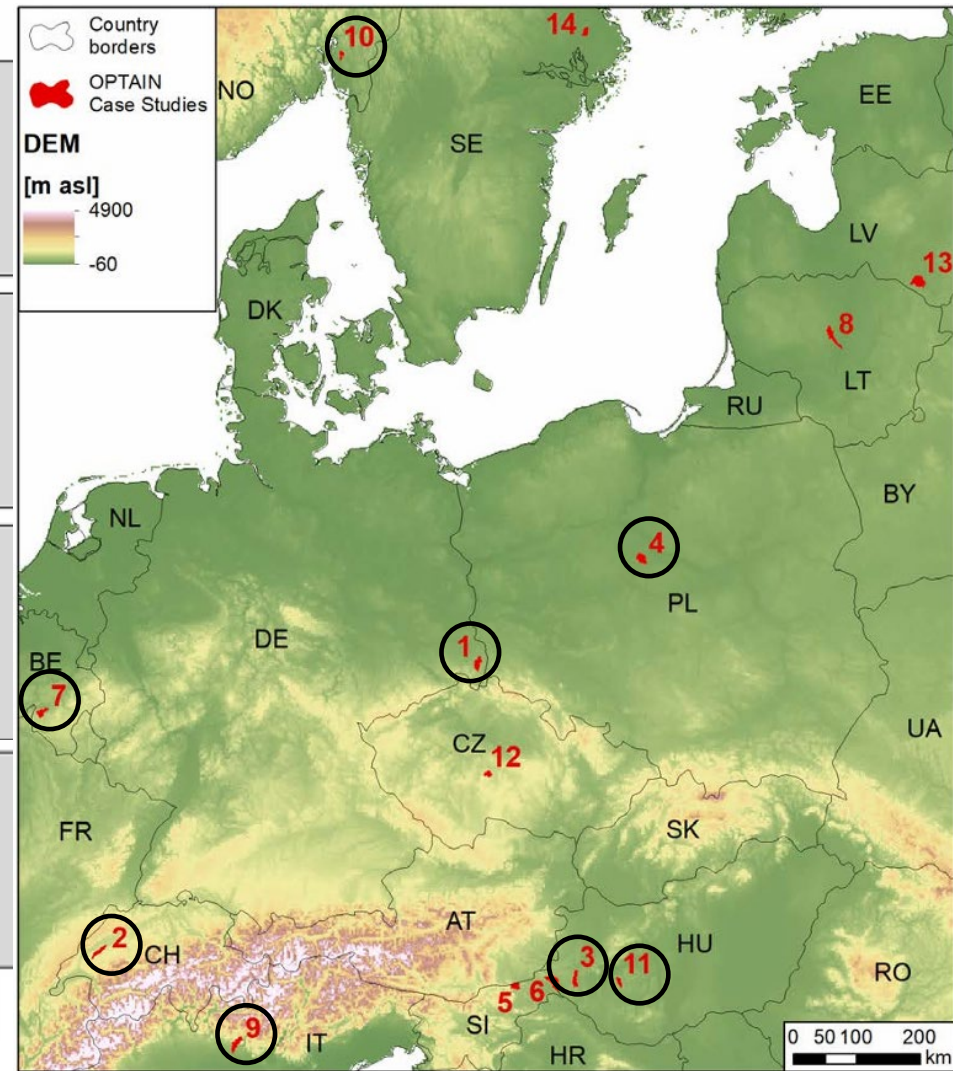 Country
borders
OPTAIN
Case Studies
DEM
[m asl]
4900
-60
10
14
NO
SE
EE
LV
13
DK
8
LT
RU
BY
NL
4
PL
DE
1
BE
7
UA
CZ
12
FR
SK
AT
2
CH
3
11
HU
RO
5
6
9
IT
SI
HR
0 50 100 200
km